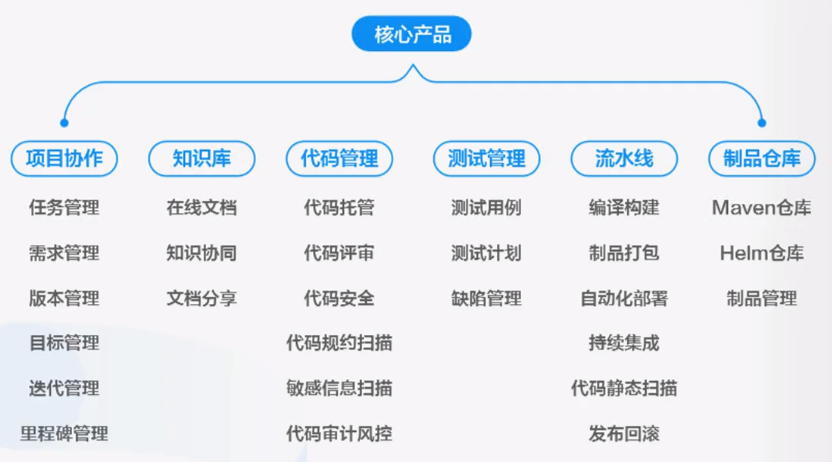 核心产品
项目协作 知识库 代码管理 测试管理 流水线 制品仓库
任务管理 在线文档 代码托管 测试用例 编译构建 Maven仓库
需求管理 知识协同 代码评审 测试计划 制品打包 Helm仓库
版本管理 文档分享 代码安全 缺陷管理 自动化部署 制品管理
目标管理 代码规约扫描 持续集成
迭代管理 敏感信息扫描 代码静态扫描
里程碑管理 代码审计风控 发布回滚